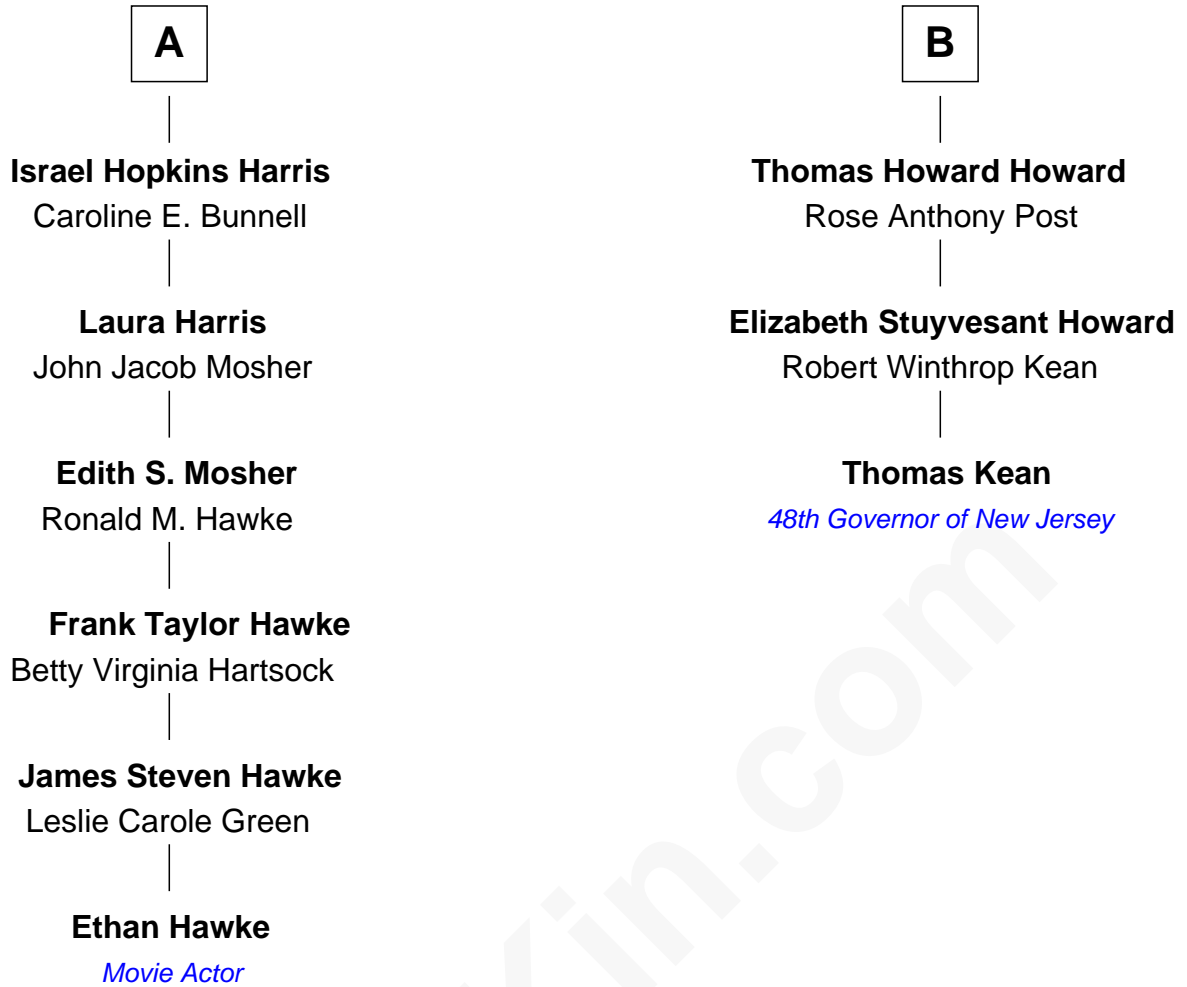 A
Israel Hopkins Harris
Caroline E. Bunnell
Laura Harris
John Jacob Mosher
Edith S. Mosher
Ronald M. Hawke
Frank Taylor Hawke
Betty Virginia Hartsock
James Steven Hawke
Leslie Carole Green
Ethan Hawke
Movie Actor
B
Thomas Howard Howard
Rose Anthony Post
Elizabeth Stuyvesant Howard
Robert Winthrop Kean
Thomas Kean
48th Governor of New Jersey
Kin.com